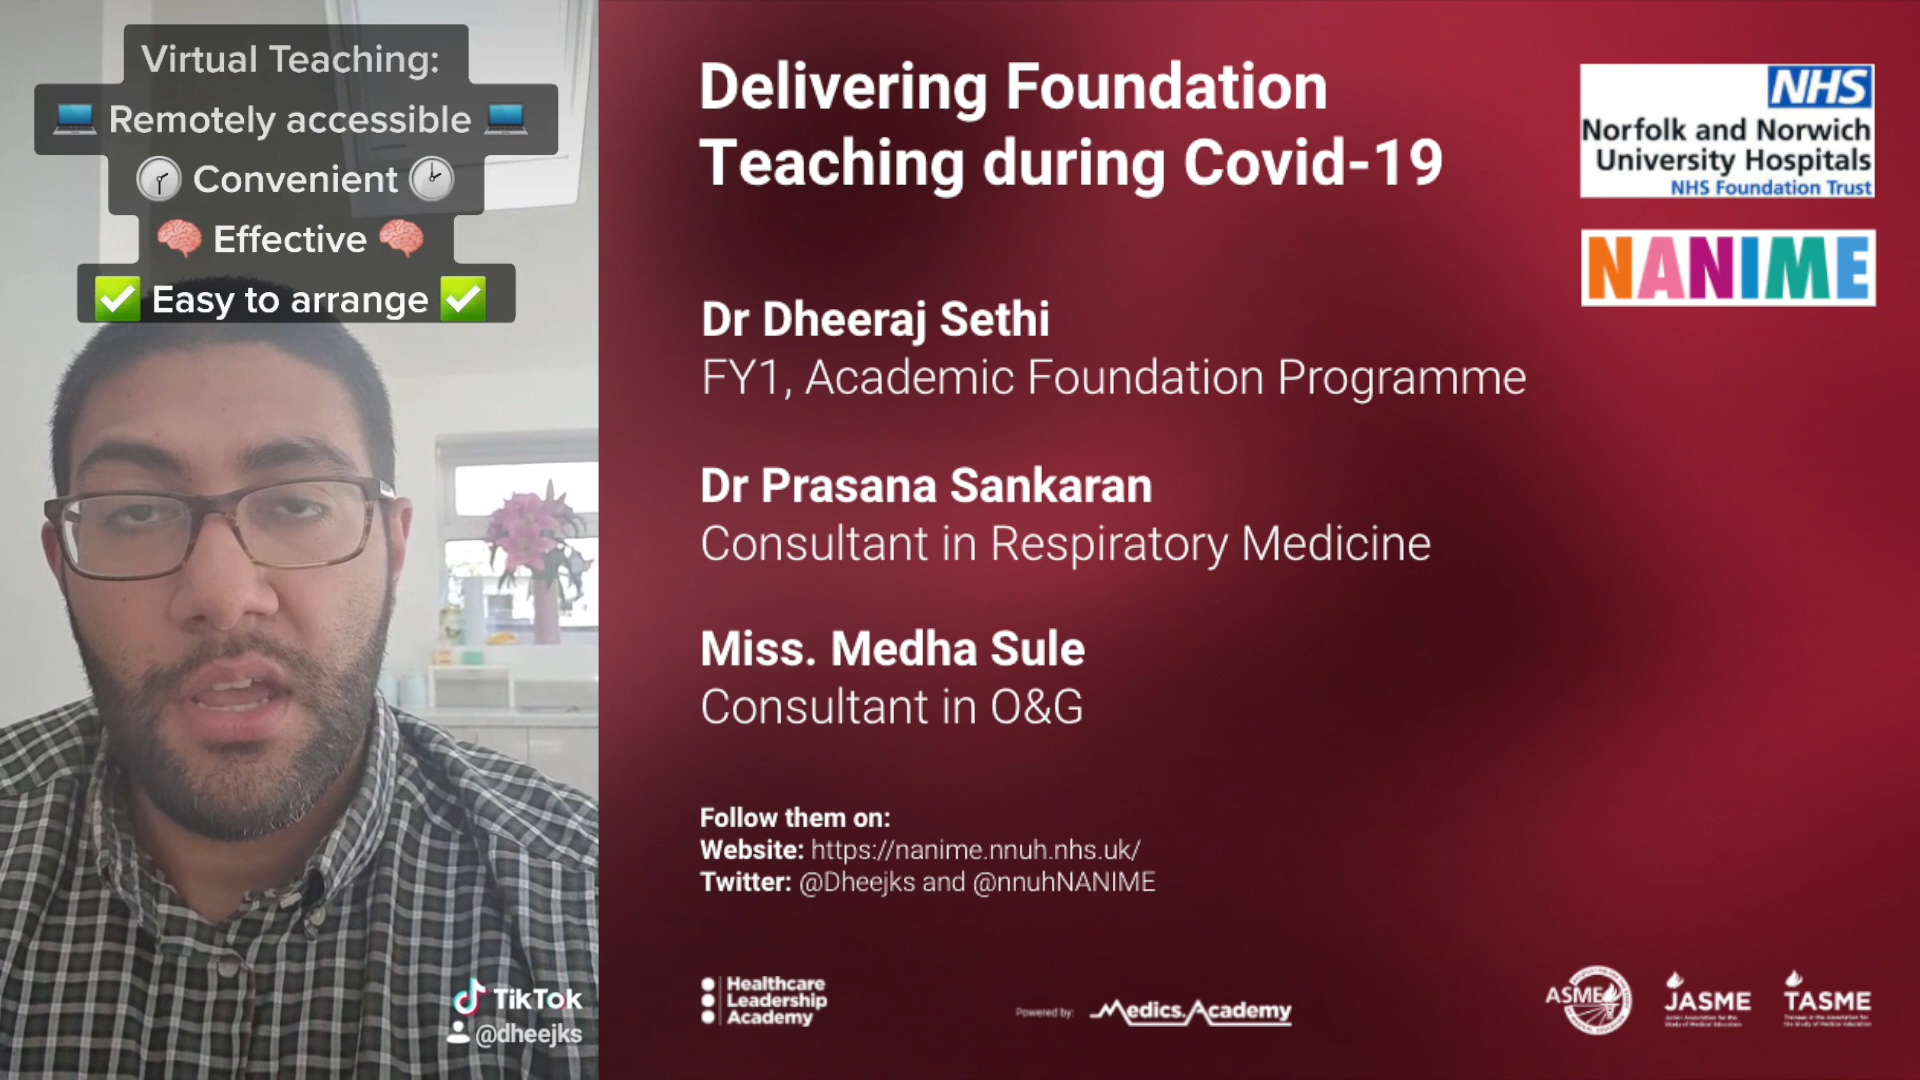 Virtual Teaching:
💻 Remotely accessible 💻
🕜 Convenient 🕑
🧠 Effective 🧠
✅ Easy to arrange ✅
TikTok
@dheejks
Delivering Foundation
Teaching during Covid-19
NHS
Norfolk and Norwich
University Hospitals
NHS Foundation Trust
NANIME
Dr Dheeraj Sethi
FY1, Academic Foundation Programme
Dr Prasana Sankaran
Consultant in Respiratory Medicine
Miss. Medha Sule
Consultant in O&G
Follow them on:
Website: https://nanime.nnuh.nhs.uk/
Twitter: @Dheejks and @nnuhNANIME
Healthcare
Leadership
Academy
Powered by:
Medics.Academy
ASME
JASME
TASME